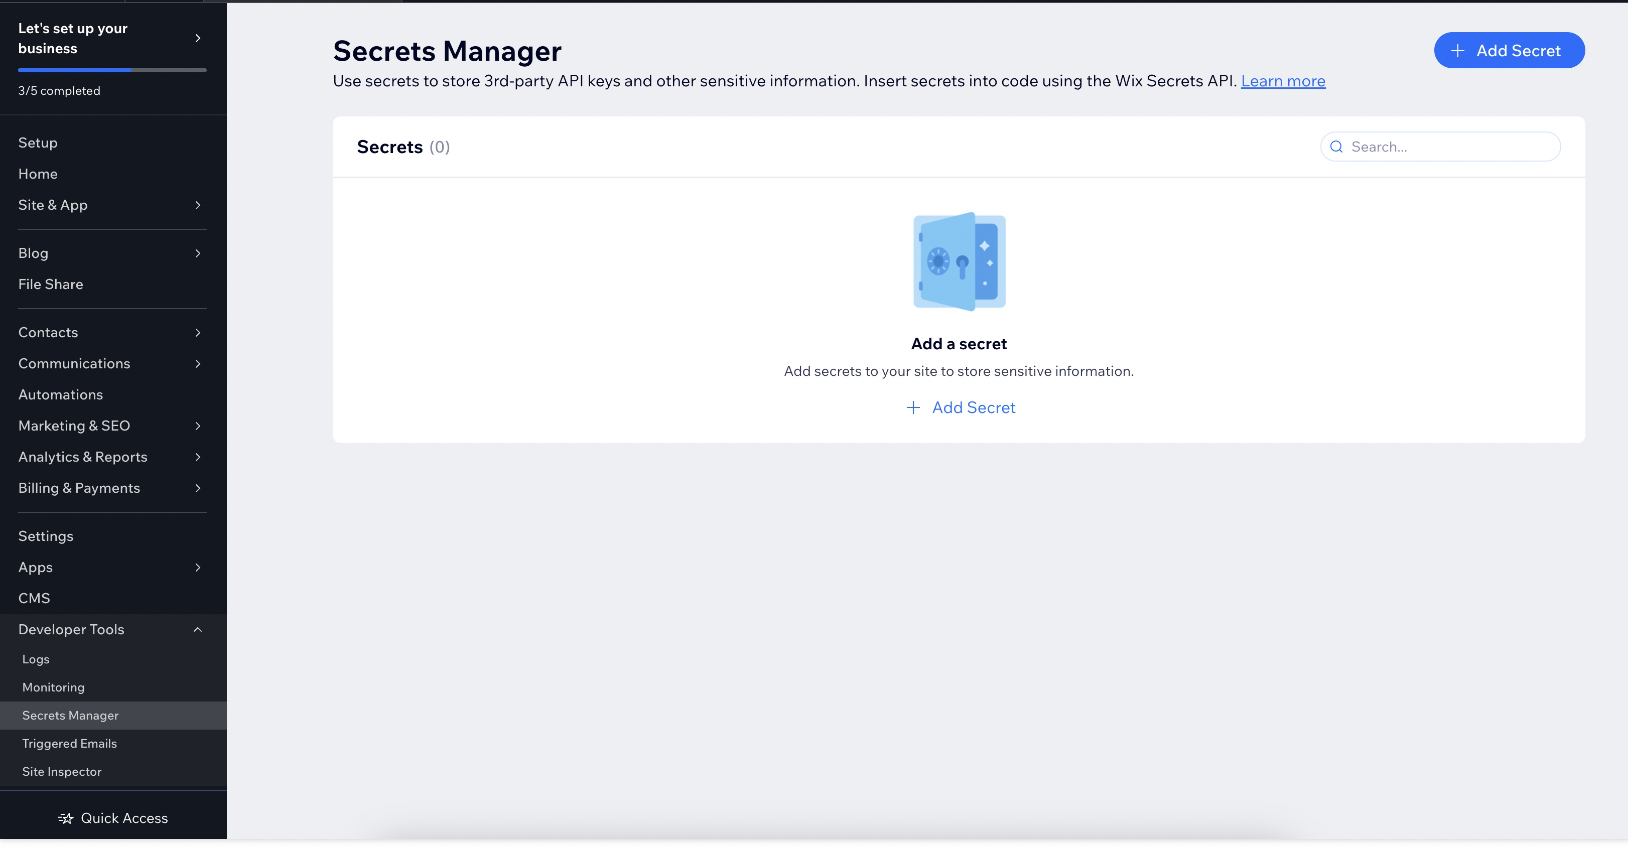 Let's set up your
business
3/5 completed
Setup
Home
Site & App
Blog
File Share
Contacts
Communications
Automations
Marketing & SEO
Analytics & Reports
Billing & Payments
Settings
Apps
CMS
Developer Tools
Logs
Monitoring
Secrets Manager
Triggered Emails
Site Inspector
Quick Access
Secrets Manager
Add Secret
Use secrets to store 3rd-party API keys and other sensitive information. Insert secrets into code using the Wix Secrets API. Learn more
Secrets (0)
Search...
Add a secret
Add secrets to your site to store sensitive information.
Add Secret